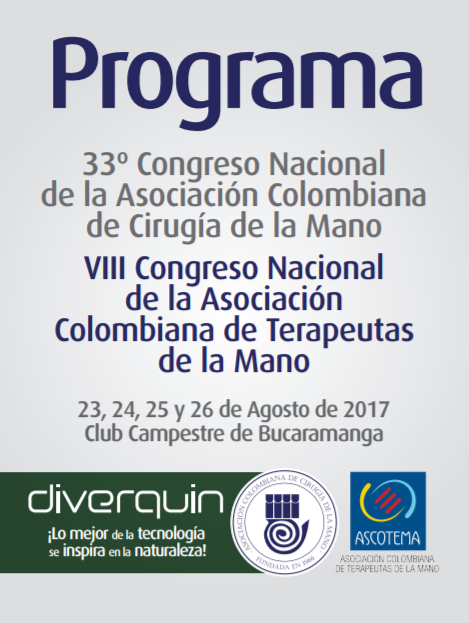 Programa
33º Congreso Nacional
de la Asociación Colombiana
de Cirugía de la Mano
VIII Congreso Nacional
de la Asociación
Colombiana de Terapeutas
de la Mano
23, 24, 25 y 26 de Agosto de 2017
Club Campestre de Bucaramanga
diverquin
¡Lo mejor de la tecnología
se inspira en la naturaleza!
ASOCIACIÓN COLOMBIANA DE CIRUGÍA DE LA MANO
FUNDADA EN 1966
ASCOTEMA
ASOCIACIÓN COLOMBIANA
DE TERAPEUTAS DE LA MANO